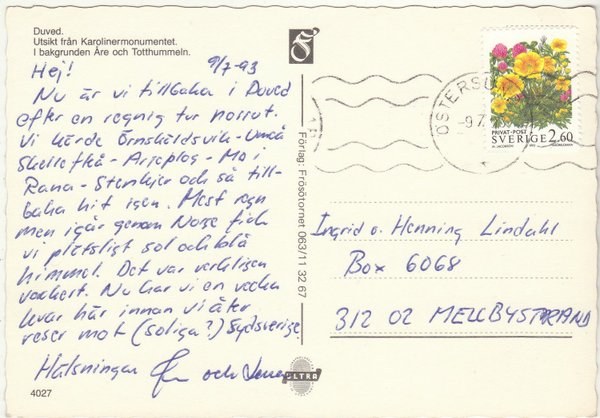 Duved.
Utsikt från Karolinermonumentet.
I bakgrunden Åre och Totthummeln.
9/7-93
Hej!
Nu är vi tillbaka i Duved
efter en regnig tur norrut.
Vi körde Örnsköldsvik-Umeå
Skellefteå-Arjeplog-Mo i
Rana-Steinkjer och så till-
baka hit igen. Mest regn
men igår genom Norge fick
vi plötsligt sol och blå
himmel. Det var verkligen
vackert. Nu har vi en vecka
kvar här innan vi åter
reser mot (soliga?) Sydsverige
Hälsningar och
4027
Förlag: Frösötornet 063/11 32 67
ULTRA
ÖSTERSUND
-9.7.
PRIVAT-POST
SVERIGE 2,60
Ingrid o. Henning Lindahl
Box 6068
312 02 MELLBYSTRAND